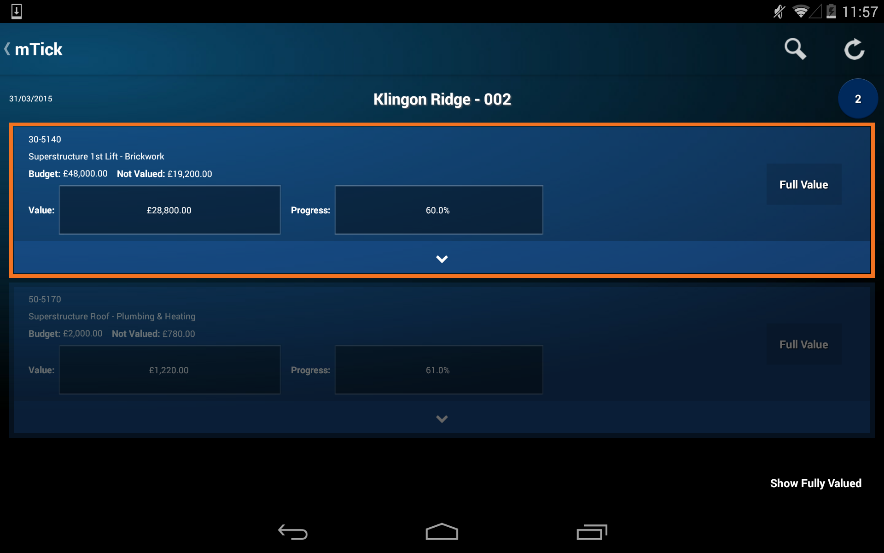 11:57
mTick
31/03/2015
Klingon Ridge - 002
2
30-5140
Superstructure 1st Lift - Brickwork
Budget: £48,000.00 Not Valued: £19,200.00
Full Value
Value: £28,800.00 Progress: 60.0%
50-5170
Superstructure Roof - Plumbing & Heating
Budget: £2,000.00 Not Valued: £780.00
Full Value
Value: £1,220.00 Progress: 61.0%
Show Fully Valued